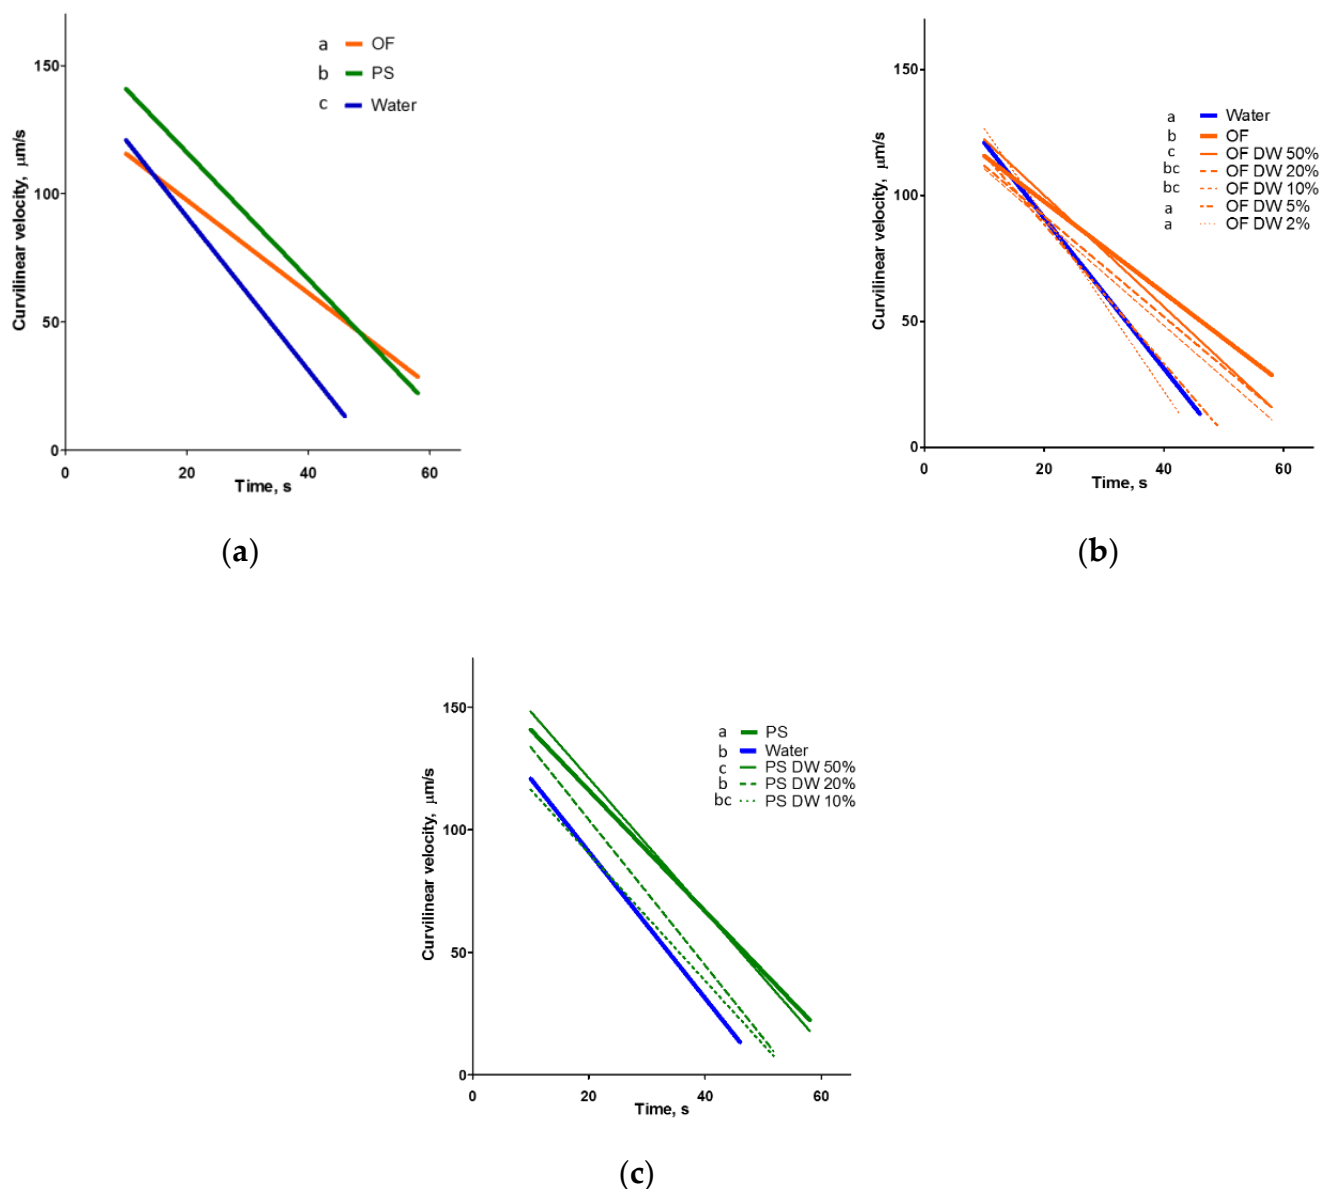 a OF
b PS
c Water
150
100
50
0
0 20 40 60
Curvilinear velocity, μm/s
Time, s
(a)
a Water
b OF
c OF DW 50%
bc OF DW 20%
bc OF DW 10%
a OF DW 5%
a OF DW 2%
150
100
50
0
0 20 40 60
Curvilinear velocity, μm/s
Time, s
(b)
a PS
b Water
c PS DW 50%
b PS DW 20%
bc PS DW 10%
150
100
50
0
0 20 40 60
Curvilinear velocity, μm/s
Time, s
(c)